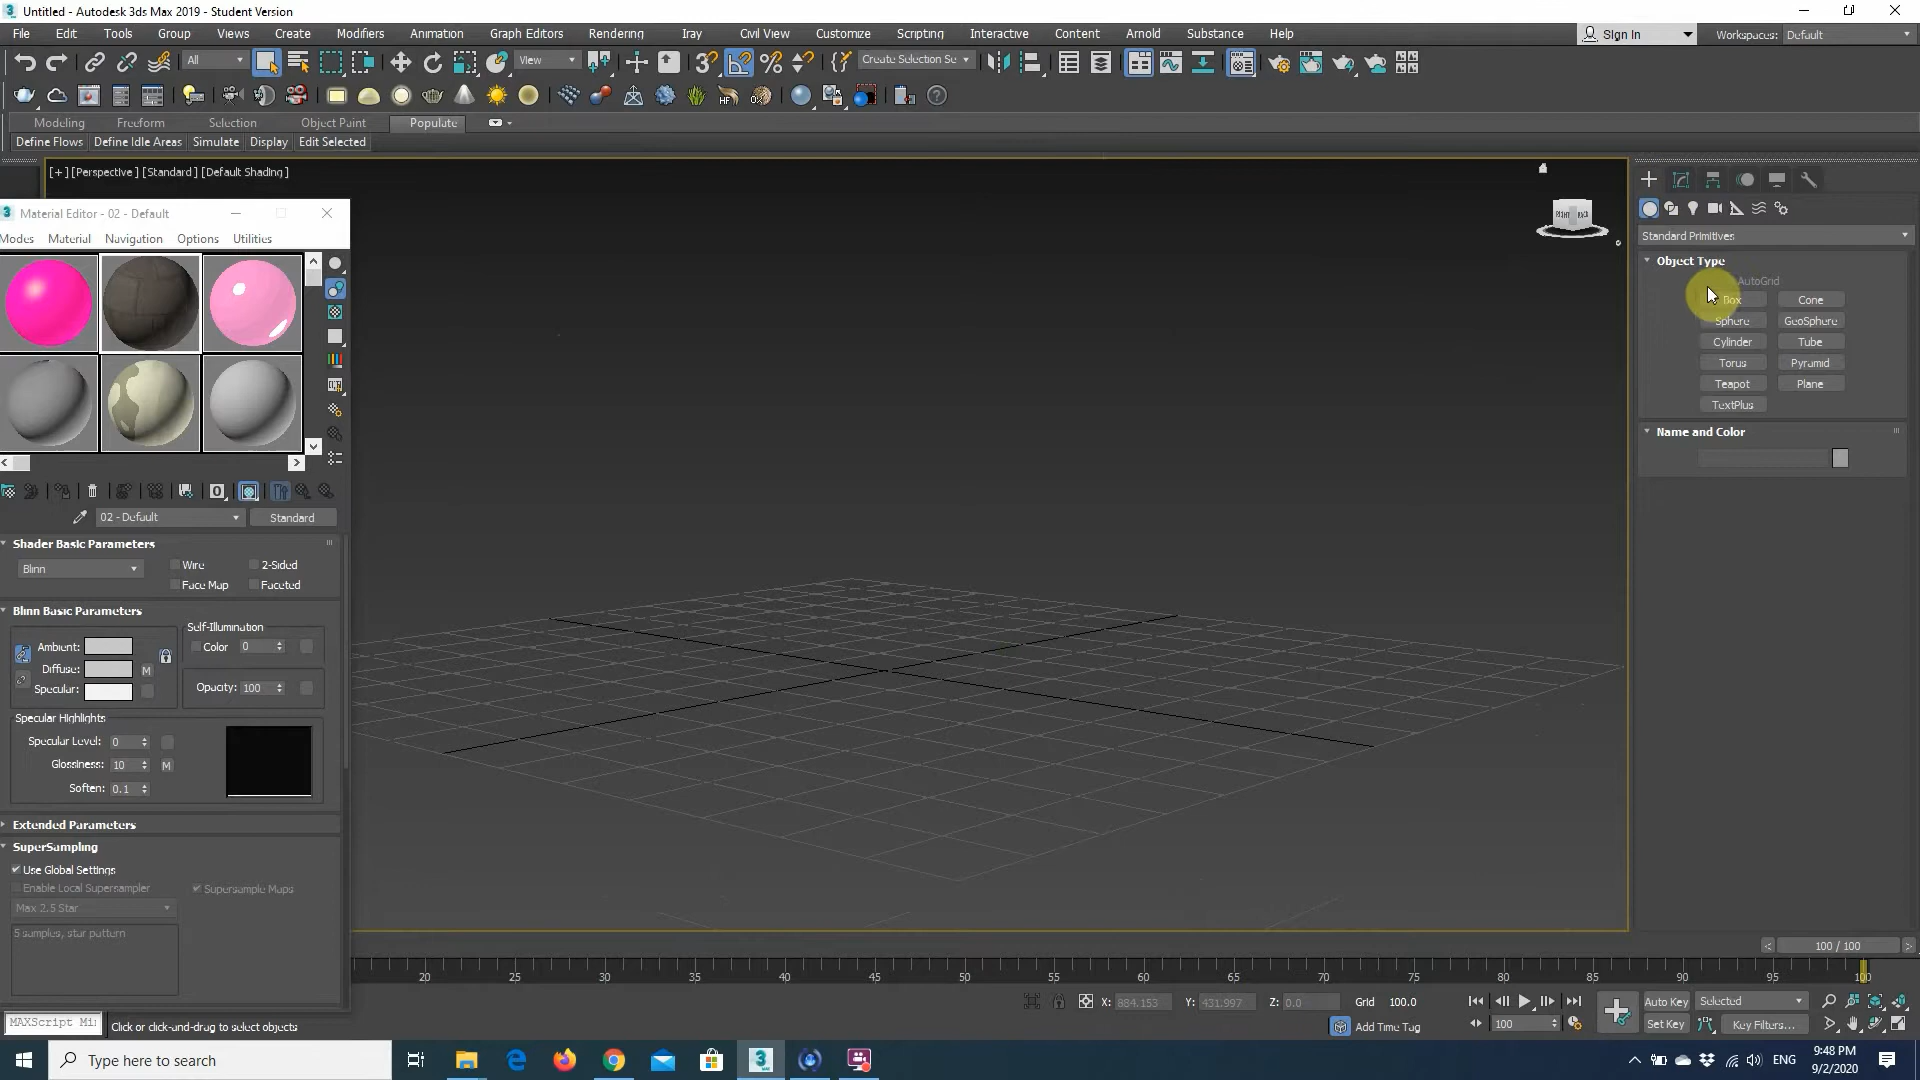 Untitled - Autodesk 3ds Max 2019 - Student Version
File Edit Tools Group Views Create Modifiers Animation Graph Editors Rendering Iray Civil View Customize Scripting Interactive Content Arnold Substance Help Sign In Workspaces: Default
All View Create Selection Se
Modeling Freeform Selection Object Paint Populate
Define Flows Define Idle Areas Simulate Display Edit Selected
[+] [Perspective ] [Standard ] [Default Shading ]
Material Editor - 02 - Default
Modes Material Navigation Options Utilities
Standard Primitives
Object Type
AutoGrid
Box Cone
Sphere GeoSphere
Cylinder Tube
Torus Pyramid
Teapot Plane
TextPlus
Name and Color
02 - Default Standard
Shader Basic Parameters
Blinn Wire 2-Sided
Face Map Faceted
Blinn Basic Parameters
Self-Illumination
Ambient: Color 0
Diffuse: M
Specular: Opacity: 100
Specular Highlights
Specular Level: 0
Glossiness: 10 M
Soften: 0.1
Extended Parameters
SuperSampling
Use Global Settings
Enable Local Supersampler Supersample Maps
Max 2.5 Star
5 samples, star pattern
100 / 100
20 25 30 35 40 45 50 55 60 65 70 75 80 85 90 95 100
X: 884.153 Y: 431.997 Z: 0.0 Grid 100.0 Auto Key Selected
MAXScript Mi Click or click-and-drag to select objects Add Time Tag 100 Set Key Key Filters...
Type here to search ENG 9:48 PM
9/2/2020